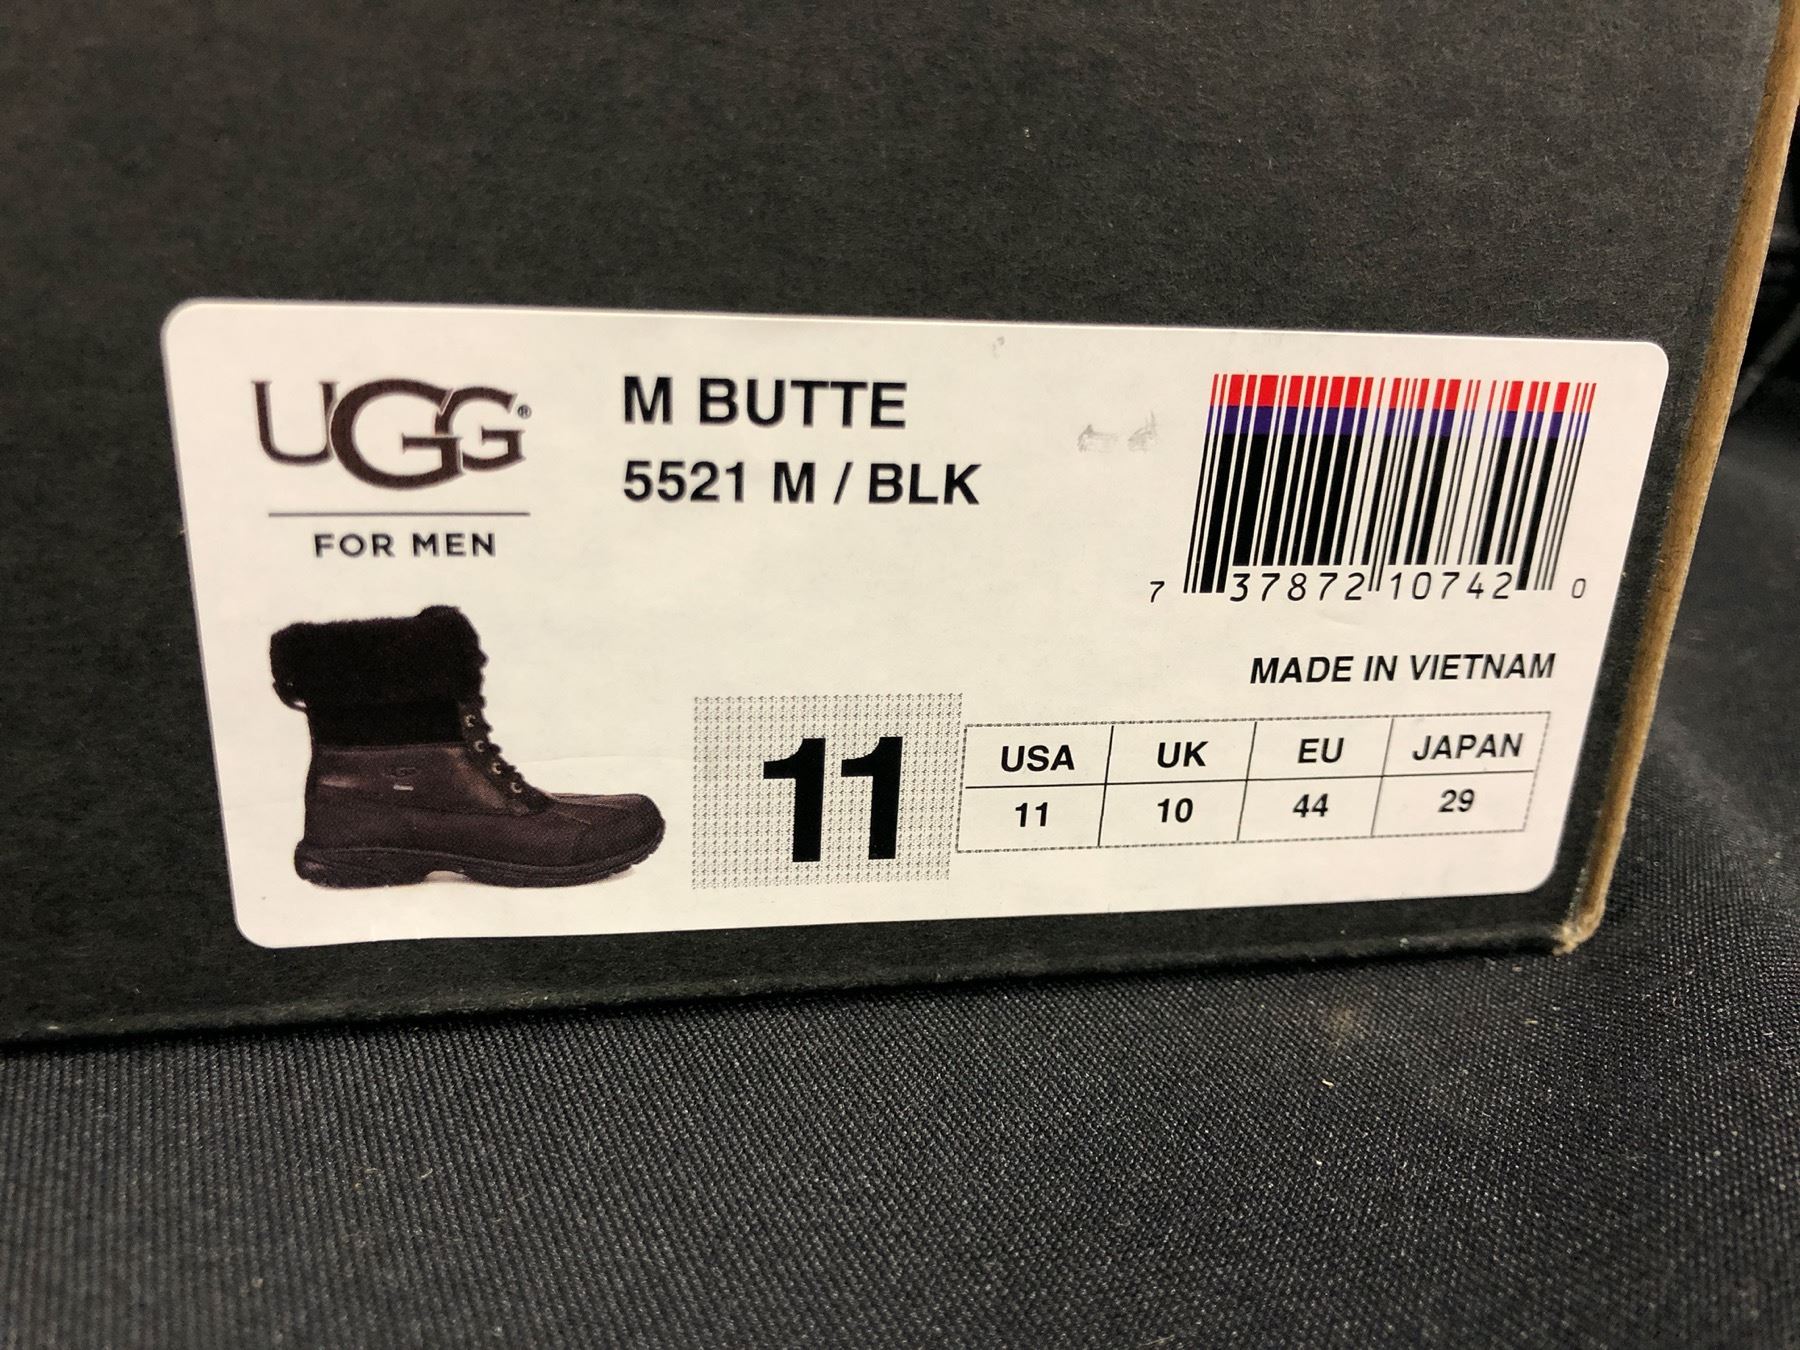 UGG®
FOR MEN
M BUTTE
5521 M / BLK
7 37872 10742 0
MADE IN VIETNAM
11
USA UK EU JAPAN
11 10 44 29